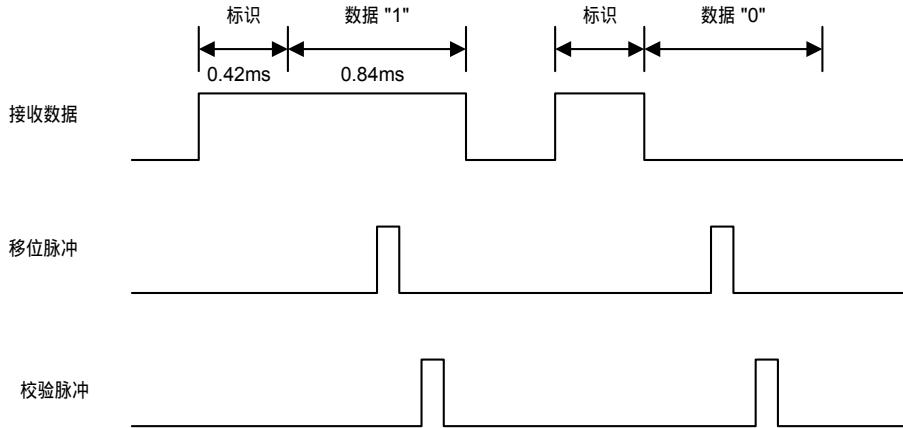 标识
数据 "1"
标识
数据 "0"
0.42ms
0.84ms
接收数据
移位脉冲
校验脉冲